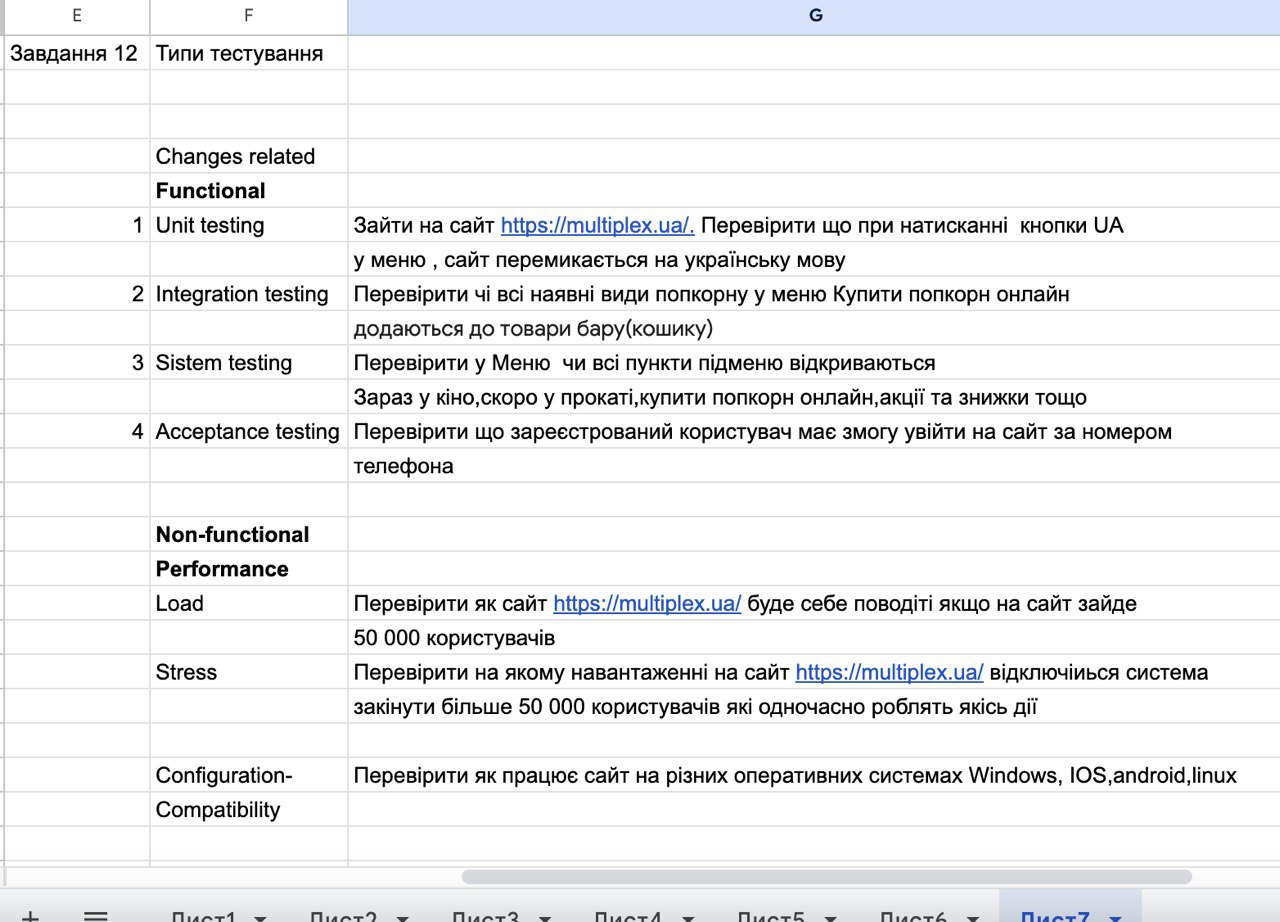 E F G
Завдання 12 Типи тестування
Changes related
Functional
1 Unit testing Зайти на сайт https://multiplex.ua/. Перевірити що при натисканні кнопки UA
у меню , сайт перемикається на українську мову
2 Integration testing Перевірити чі всі наявні види попкорну у меню Купити попкорн онлайн
додаються до товари бару(кошику)
3 Sistem testing Перевірити у Меню чи всі пункти підменю відкриваються
Зараз у кіно,скоро у прокаті,купити попкорн онлайн,акції та знижки тощо
4 Acceptance testing Перевірити що зареєстрований користувач має змогу увійти на сайт за номером
телефона
Non-functional
Performance
Load Перевірити як сайт https://multiplex.ua/ буде себе поводіті якщо на сайт зайде
50 000 користувачів
Stress Перевірити на якому навантаженні на сайт https://multiplex.ua/ відключіиься система
закінути більше 50 000 користувачів які одночасно роблять якісь дії
Configuration- Перевірити як працює сайт на різних оперативних системах Windows, IOS,android,linux
Compatibility
Лист1 Лист2 Лист3 Лист4 Лист5 Лист6 Лист7